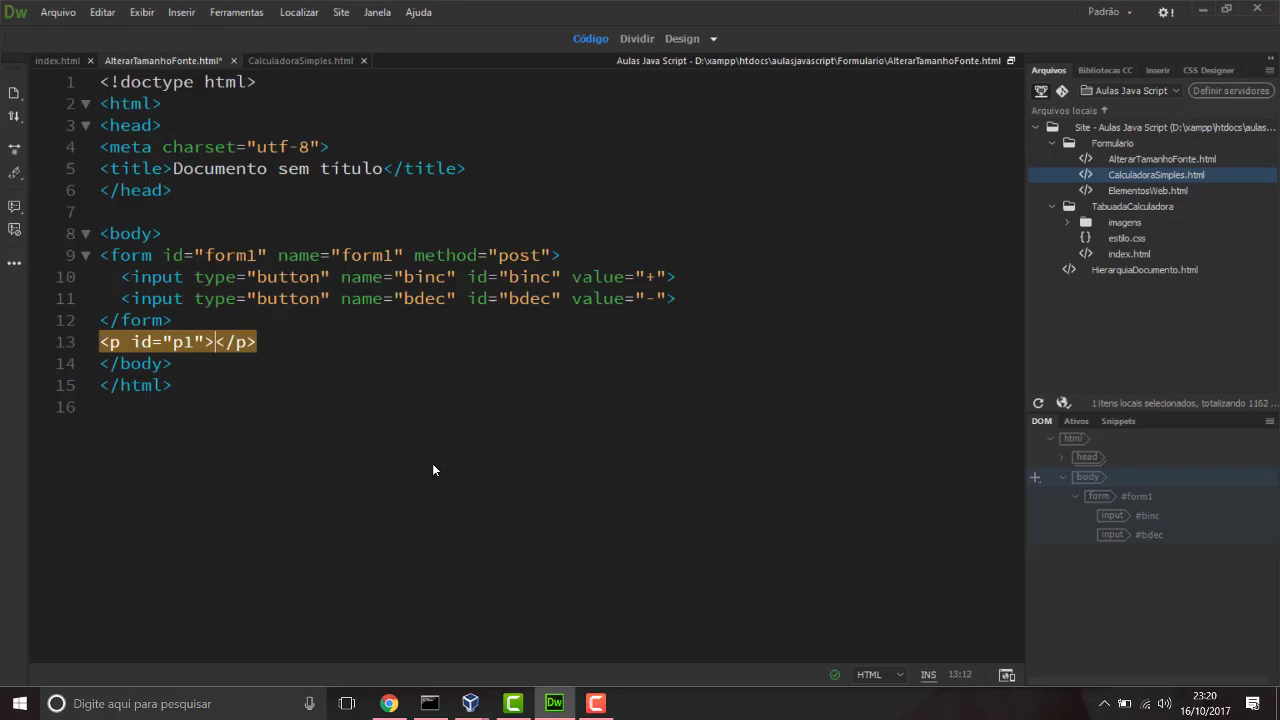 Dw Arquivo Editar Exibir Inserir Ferramentas Localizar Site Janela Ajuda Padrão
Código Dividir Design
index.html AlterarTamanhoFonte.html* CalculadoraSimples.html Aulas Java Script - D:\xampp\htdocs\aulasjavascript\Formulario\AlterarTamanhoFonte.html
1 <!doctype html>
2 <html>
3 <head>
4 <meta charset="utf-8">
5 <title>Documento sem título</title>
6 </head>
7
8 <body>
9 <form id="form1" name="form1" method="post">
10 <input type="button" name="binc" id="binc" value="+">
11 <input type="button" name="bdec" id="bdec" value="-">
12 </form>
13 <p id="p1"></p>
14 </body>
15 </html>
16
HTML INS 13:12
Arquivos Bibliotecas CC Inserir CSS Designer
Aulas Java Script Definir servidores
Arquivos locais
Site - Aulas Java Script (D:\xampp\htdocs\aulas...
Formulario
AlterarTamanhoFonte.html
CalculadoraSimples.html
ElementosWeb.html
TabuadaCalculadora
imagens
estilo.css
index.html
HierarquiaDocumento.html
1 itens locais selecionados, totalizando 1162 ...
DOM Ativos Snippets
html
head
body
form #form1
input #binc
input #bdec
Digite aqui para pesquisar
Dw
23:20
16/10/2017